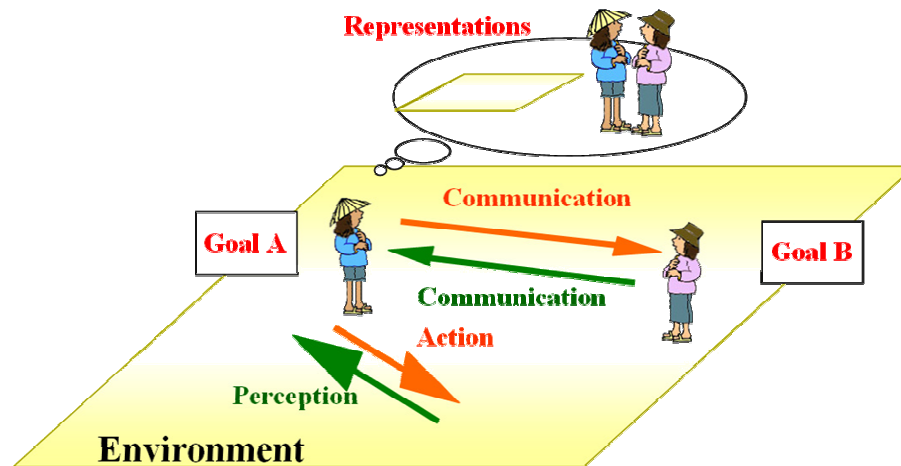 Representations
Communication
Goal A
Goal B
Communication
Action
Perception
Environment